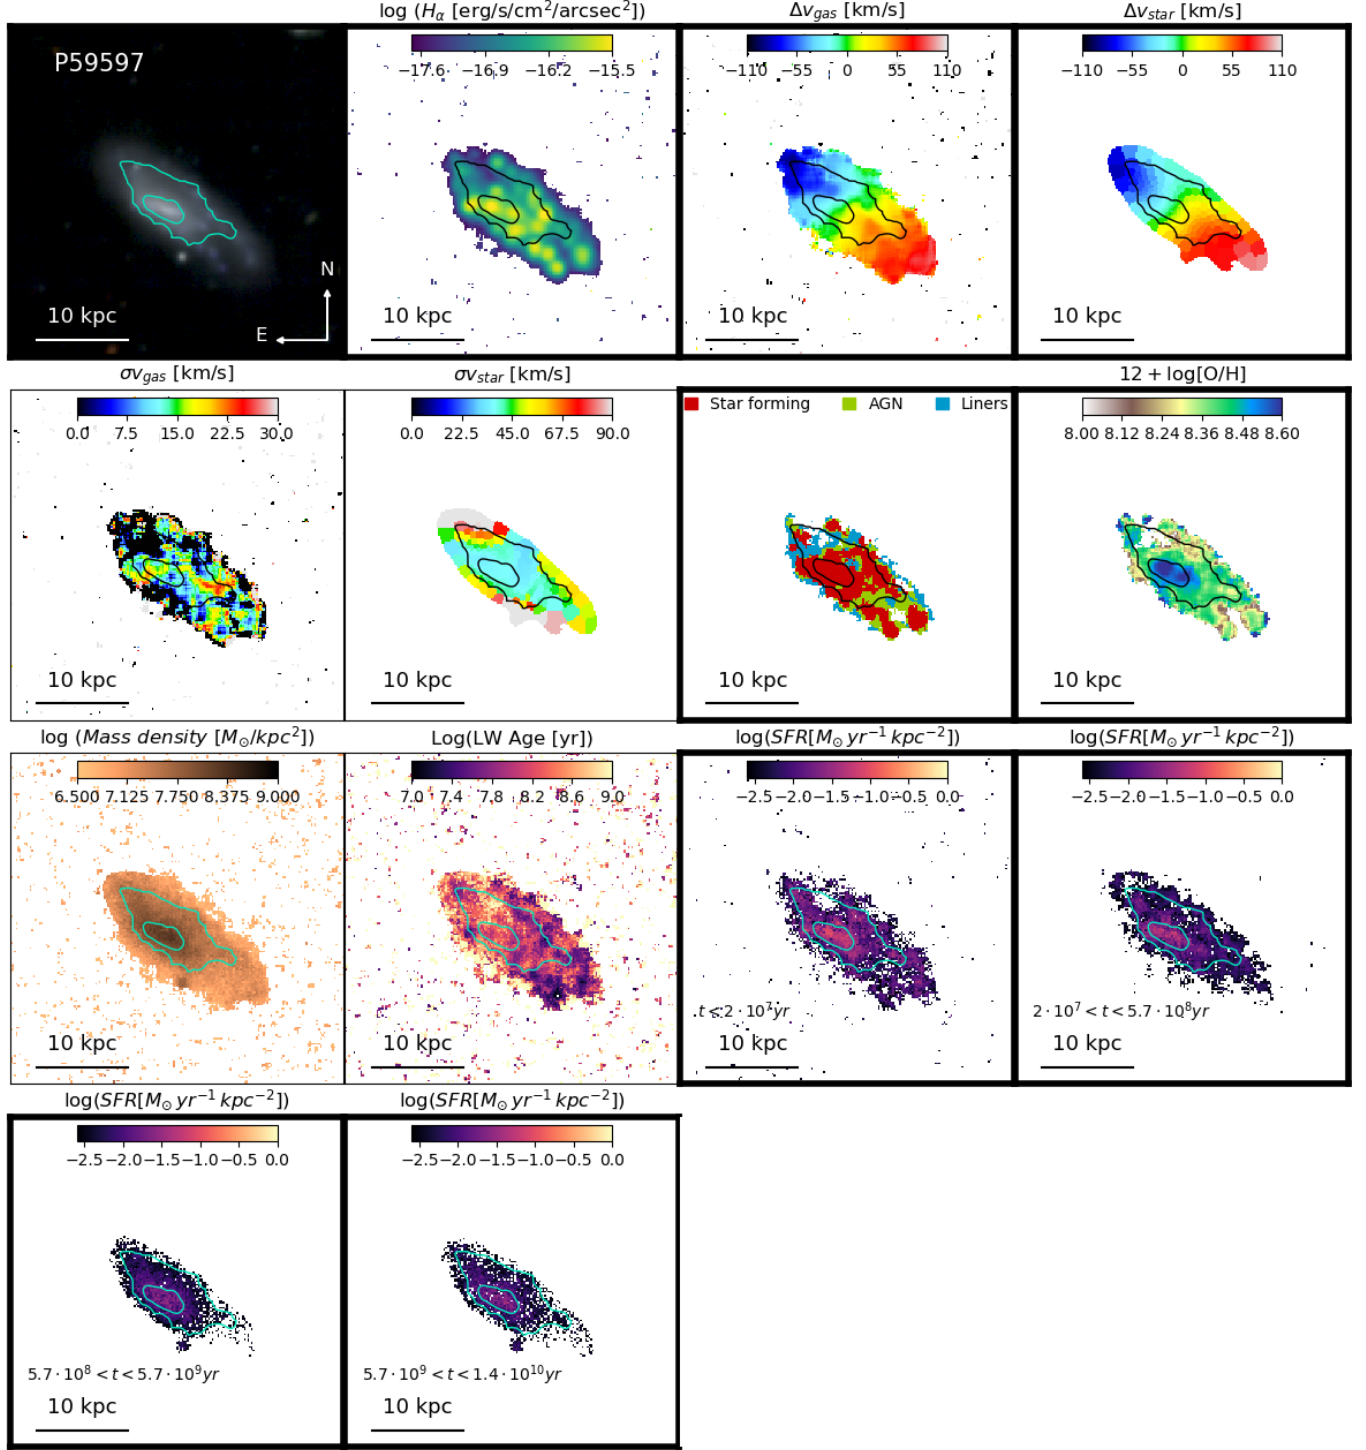 log (Hα [erg/s/cm²/arcsec²])
Δv_gas [km/s]
Δv_star [km/s]
P59597
−17.6 −16.9 −16.2 −15.5
−110 −55 0 55 110
−110 −55 0 55 110
N
E
10 kpc
10 kpc
10 kpc
10 kpc
σv_gas [km/s]
σv_star [km/s]
12 + log[O/H]
0.0 7.5 15.0 22.5 30.0
0.0 22.5 45.0 67.5 90.0
Star forming AGN Liners
8.00 8.12 8.24 8.36 8.48 8.60
10 kpc
10 kpc
10 kpc
10 kpc
log (Mass density [M⊙/kpc²])
Log(LW Age [yr])
log(SFR[M⊙ yr⁻¹ kpc⁻²])
log(SFR[M⊙ yr⁻¹ kpc⁻²])
6.500 7.125 7.750 8.375 9.000
7.0 7.4 7.8 8.2 8.6 9.0
−2.5 −2.0 −1.5 −1.0 −0.5 0.0
−2.5 −2.0 −1.5 −1.0 −0.5 0.0
t < 2 · 10⁷yr
2 · 10⁷ < t < 5.7 · 10⁸yr
10 kpc
10 kpc
10 kpc
10 kpc
log(SFR[M⊙ yr⁻¹ kpc⁻²])
log(SFR[M⊙ yr⁻¹ kpc⁻²])
−2.5 −2.0 −1.5 −1.0 −0.5 0.0
−2.5 −2.0 −1.5 −1.0 −0.5 0.0
5.7 · 10⁸ < t < 5.7 · 10⁹yr
5.7 · 10⁹ < t < 1.4 · 10¹⁰yr
10 kpc
10 kpc